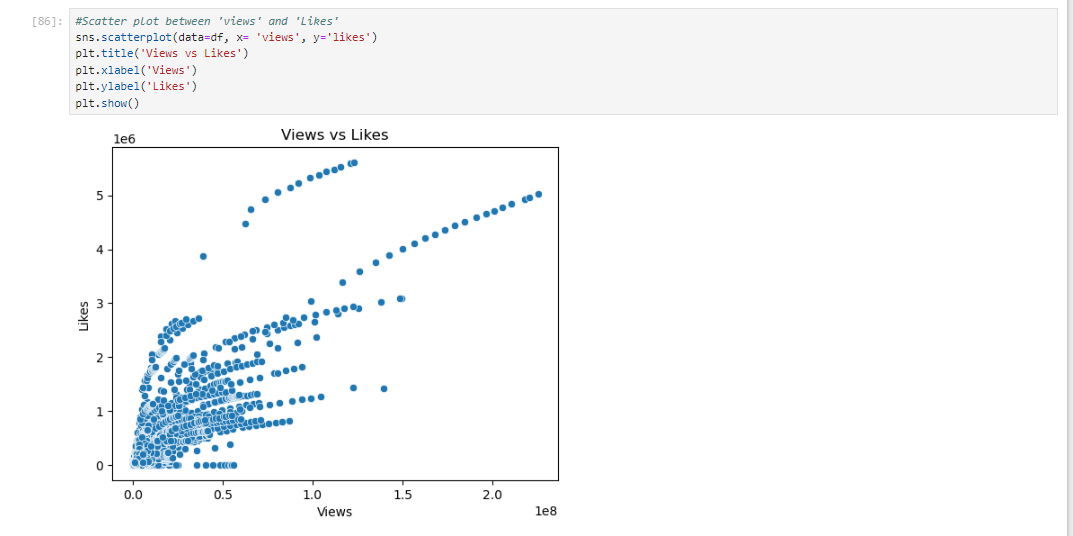 [86]: #Scatter plot between 'views' and 'Likes'
sns.scatterplot(data=df, x= 'views', y='likes')
plt.title('Views vs Likes')
plt.xlabel('Views')
plt.ylabel('Likes')
plt.show()
Views vs Likes
1e6
5
4
3
2
1
0
Likes
0.0 0.5 1.0 1.5 2.0
Views
1e8